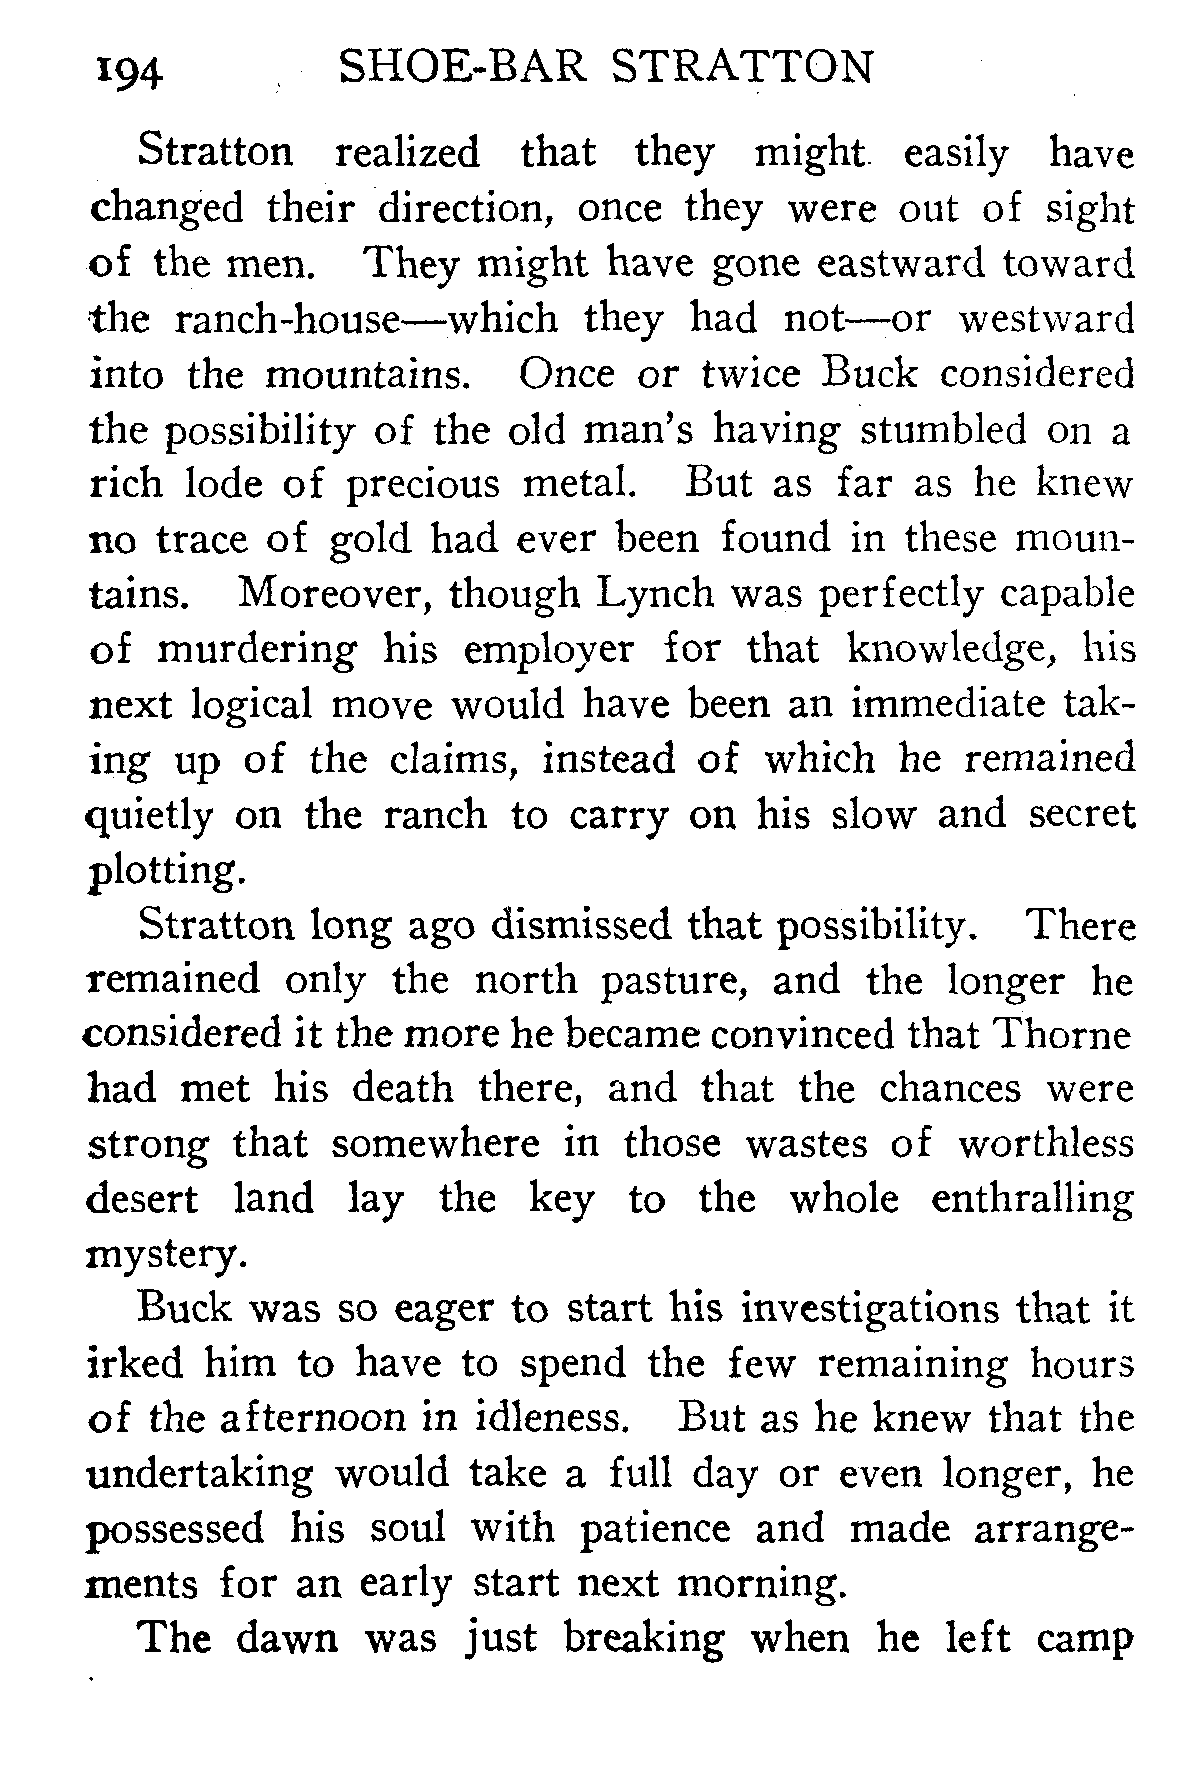 194 SHOE-BAR STRATTON
Stratton realized that they might easily have
changed their direction, once they were out of sight
of the men. They might have gone eastward toward
the ranch-house—which they had not—or westward
into the mountains. Once or twice Buck considered
the possibility of the old man's having stumbled on a
rich lode of precious metal. But as far as he knew
no trace of gold had ever been found in these moun-
tains. Moreover, though Lynch was perfectly capable
of murdering his employer for that knowledge, his
next logical move would have been an immediate tak-
ing up of the claims, instead of which he remained
quietly on the ranch to carry on his slow and secret
plotting.
Stratton long ago dismissed that possibility. There
remained only the north pasture, and the longer he
considered it the more he became convinced that Thorne
had met his death there, and that the chances were
strong that somewhere in those wastes of worthless
desert land lay the key to the whole enthralling
mystery.
Buck was so eager to start his investigations that it
irked him to have to spend the few remaining hours
of the afternoon in idleness. But as he knew that the
undertaking would take a full day or even longer, he
possessed his soul with patience and made arrange-
ments for an early start next morning.
The dawn was just breaking when he left camp